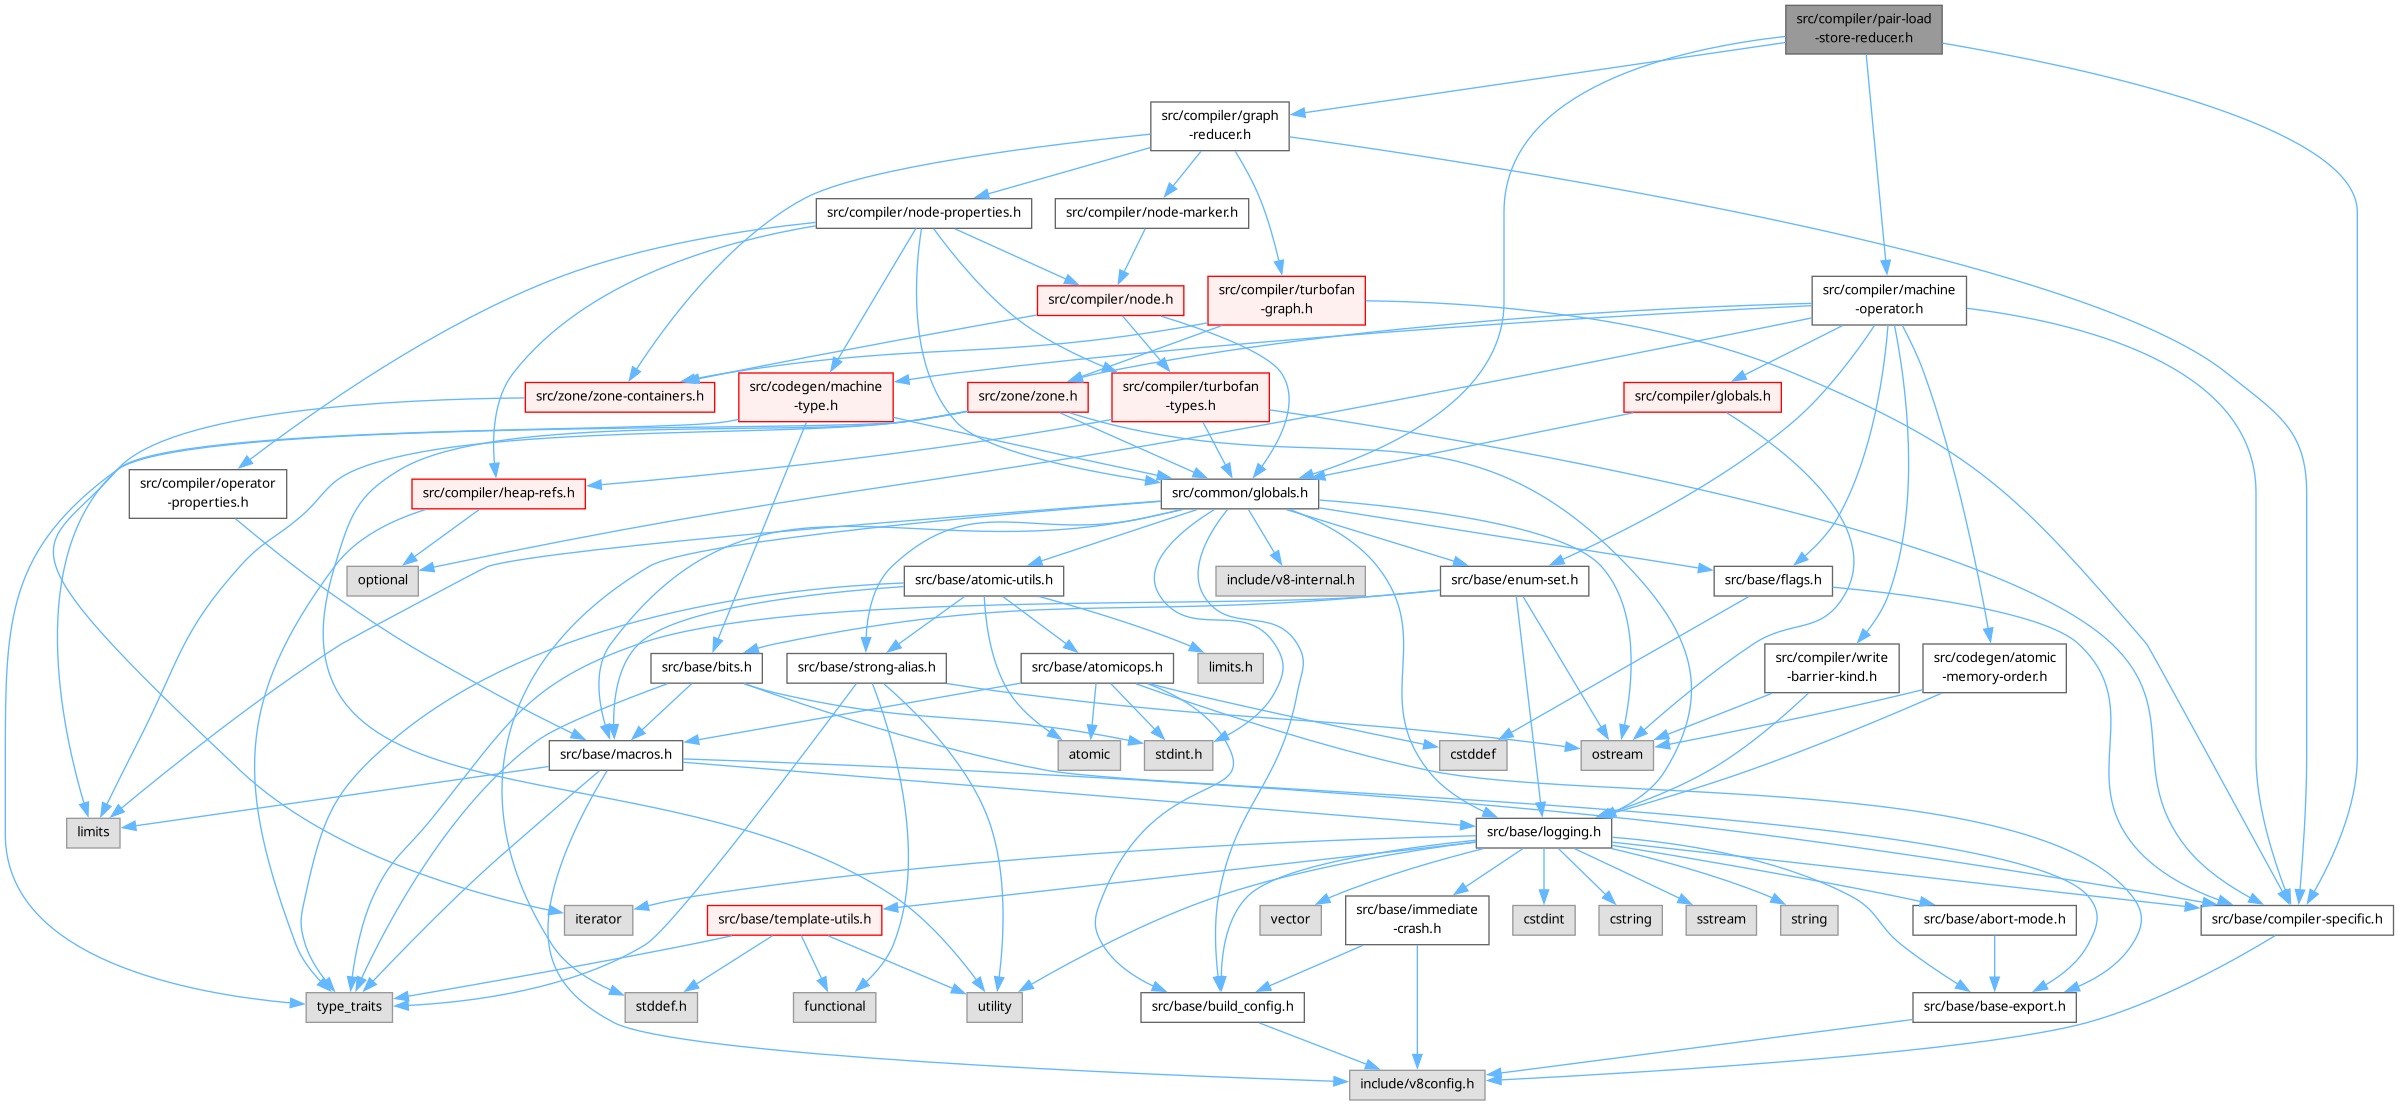 src/compiler/pair-load
-store-reducer.h
src/compiler/graph
-reducer.h
src/compiler/node-properties.h
src/compiler/node-marker.h
src/compiler/node.h
src/compiler/turbofan
-graph.h
src/compiler/machine
-operator.h
src/zone/zone-containers.h
src/codegen/machine
-type.h
src/zone/zone.h
src/compiler/turbofan
-types.h
src/compiler/globals.h
src/compiler/operator
-properties.h
src/compiler/heap-refs.h
src/common/globals.h
optional
src/base/atomic-utils.h
include/v8-internal.h
src/base/enum-set.h
src/base/flags.h
src/base/bits.h
src/base/strong-alias.h
src/base/atomicops.h
limits.h
src/compiler/write
-barrier-kind.h
src/codegen/atomic
-memory-order.h
src/base/macros.h
atomic
stdint.h
cstddef
ostream
limits
src/base/logging.h
iterator
src/base/template-utils.h
vector
src/base/immediate
-crash.h
cstdint
cstring
sstream
string
src/base/abort-mode.h
src/base/compiler-specific.h
type_traits
stddef.h
functional
utility
src/base/build_config.h
src/base/base-export.h
include/v8config.h